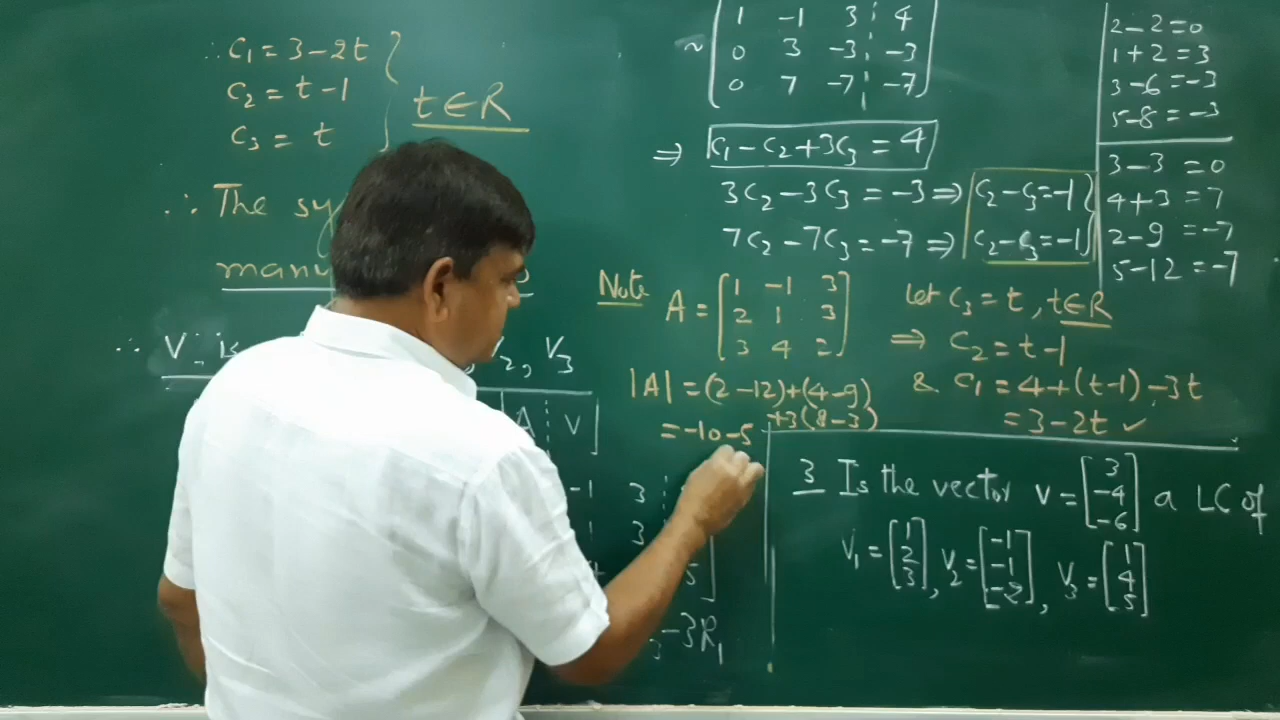 ∴ C₁ = 3 – 2t
C₂ = t – 1
C₃ = t
t ∈ R
∴ The
many
∴ V is
, V₃
A ⋮ V
-1 3
1 3
5
-3R₁
~ [1 -1 3 ⋮ 4
0 3 -3 ⋮ -3
0 7 -7 ⋮ -7]
⇒ C₁ – C₂ + 3C₃ = 4
3C₂ – 3C₃ = -3 ⇒ C₂ – C₃ = -1
7C₂ – 7C₃ = -7 ⇒ C₂ – C₃ = -1
2 – 2 = 0
1 + 2 = 3
3 – 6 = -3
5 – 8 = -3
3 – 3 = 0
4 + 3 = 7
2 – 9 = -7
5 – 12 = -7
Note A = [1 -1 3
2 1 3
3 4 2]
|A| = (2 – 12) + (4 – 9)
+3(8 – 3)
= -10 – 5
let C₃ = t, t ∈ R
⇒ C₂ = t – 1
& C₁ = 4 + (t – 1) – 3t
= 3 – 2t ✓
3 Is the vector V = [3 -4 -6] a LC of
V₁ = [1 2 3], V₂ = [-1 -1 -2], V₃ = [1 4 5]